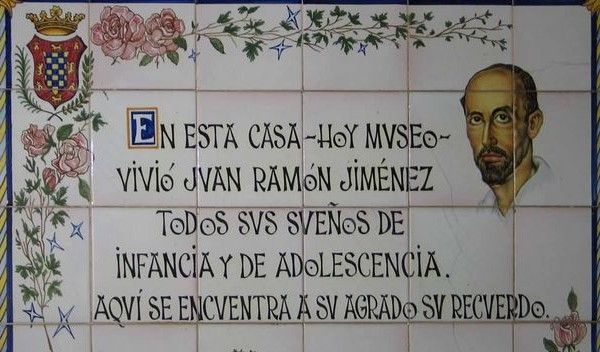 EN ESTA CASA-HOY MVSEO-
VIVIÓ JVAN RAMÓN JIMÉNEZ
TODOS SVS SVEÑOS DE
INFANCIA Y DE ADOLESCENCIA.
AQVÍ SE ENCVENTRA A SV AGRADO SV RECVERDO.